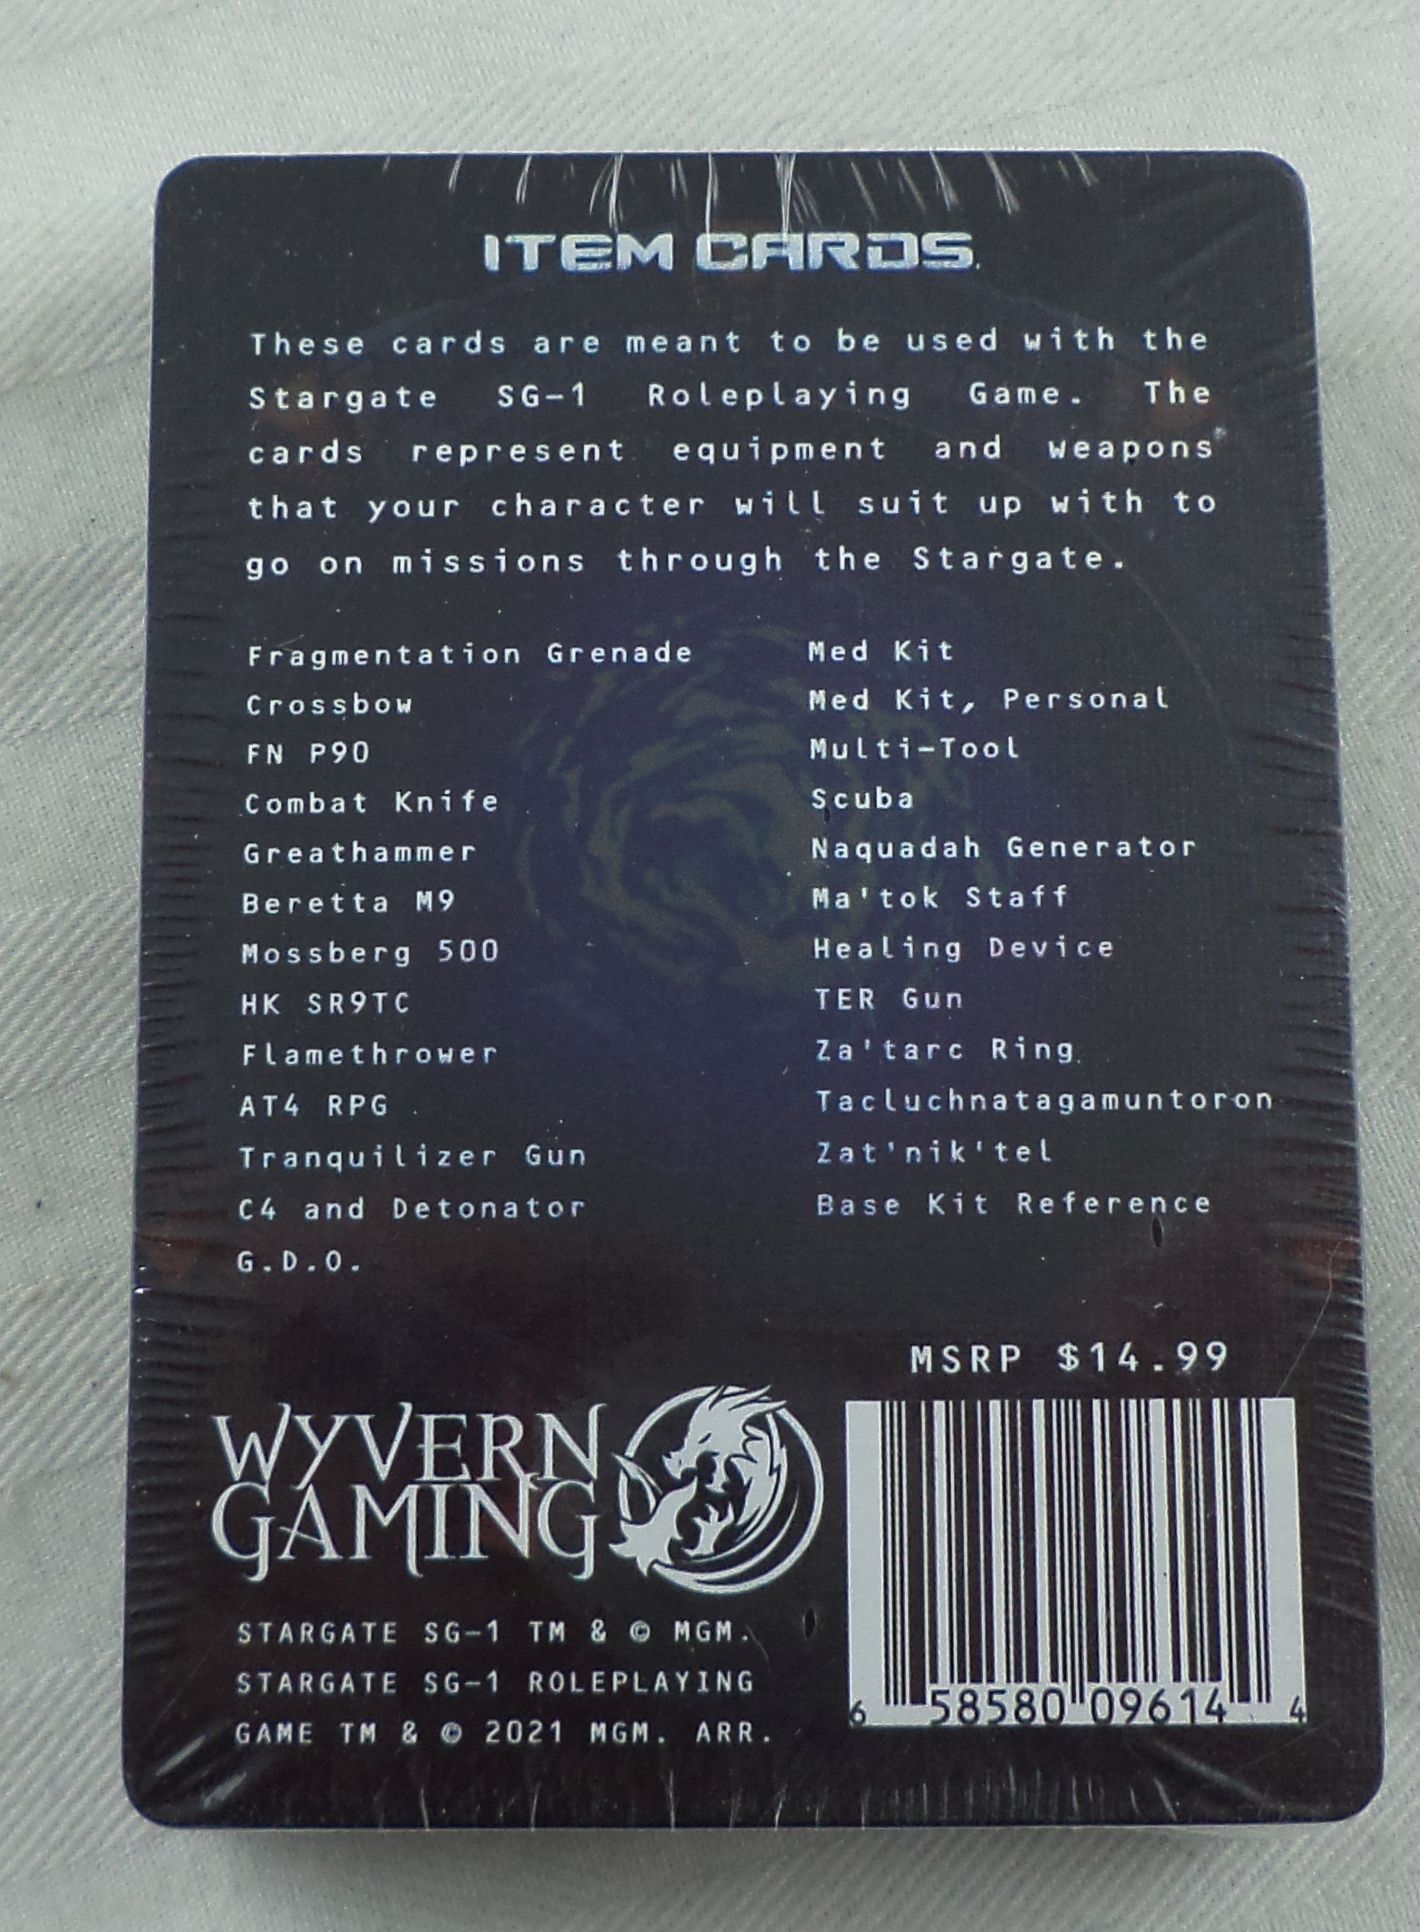 ITEM CARDS
These cards are meant to be used with the
Stargate SG-1 Roleplaying Game. The
cards represent equipment and weapons
that your character will suit up with to
go on missions through the Stargate.
Fragmentation Grenade
Crossbow
FN P90
Combat Knife
Greathammer
Beretta M9
Mossberg 500
HK SR9TC
Flamethrower
AT4 RPG
Tranquilizer Gun
C4 and Detonator
G.D.O.
Med Kit
Med Kit, Personal
Multi-Tool
Scuba
Naquadah Generator
Ma'tok Staff
Healing Device
TER Gun
Za'tarc Ring
Tacluchnatagamuntoron
Zat'nik'tel
Base Kit Reference
MSRP $14.99
WYVERN
GAMING
STARGATE SG-1 TM & © MGM.
STARGATE SG-1 ROLEPLAYING
GAME TM & © 2021 MGM. ARR.
6 58580 09614 4